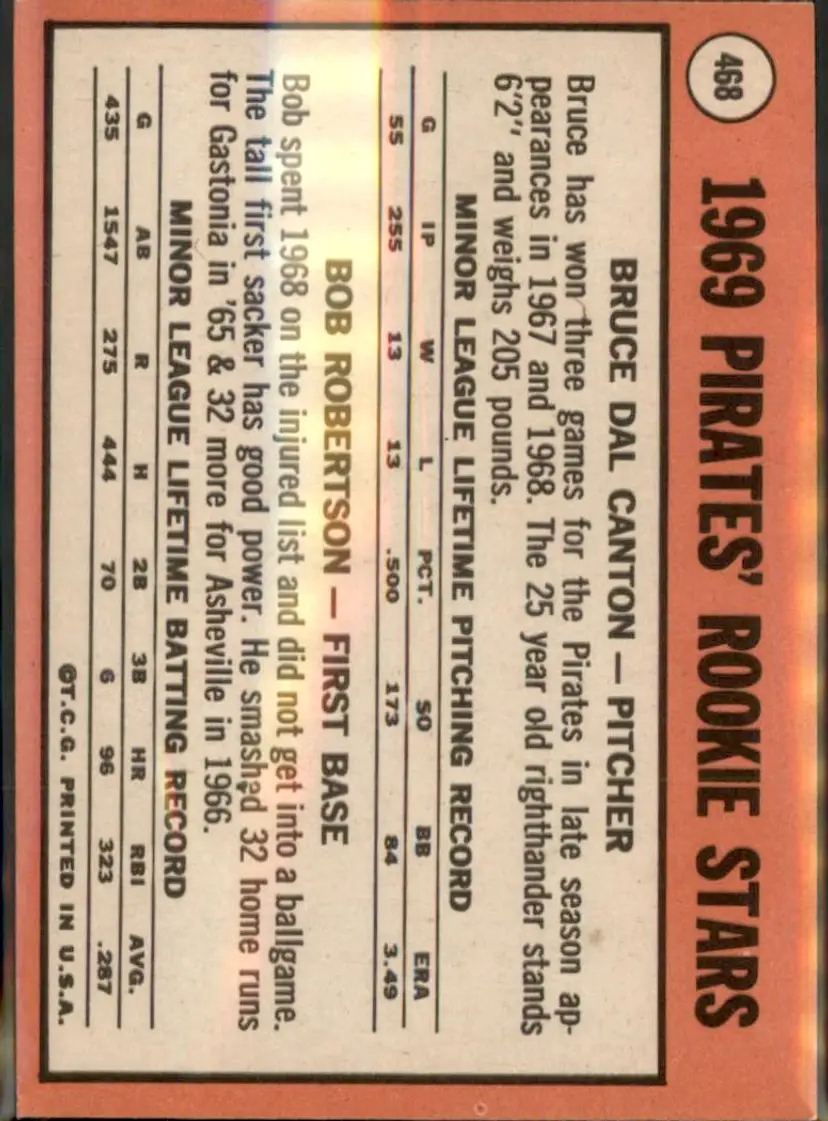 468
1969 PIRATES' ROOKIE STARS
BRUCE DAL CANTON — PITCHER
Bruce has won three games for the Pirates in late season ap-
pearances in 1967 and 1968. The 25 year old righthander stands
6'2" and weighs 205 pounds.
MINOR LEAGUE LIFETIME PITCHING RECORD
G IP W L PCT. SO BB ERA
55 255 13 13 .500 173 84 3.49
BOB ROBERTSON — FIRST BASE
Bob spent 1968 on the injured list and did not get into a ballgame.
The tall first sacker has good power. He smashed 32 home runs
for Gastonia in '65 & 32 more for Asheville in 1966.
MINOR LEAGUE LIFETIME BATTING RECORD
G AB R H 2B 3B HR RBI AVG.
435 1547 275 444 70 6 96 323 .287
©T.C.G. PRINTED IN U.S.A.